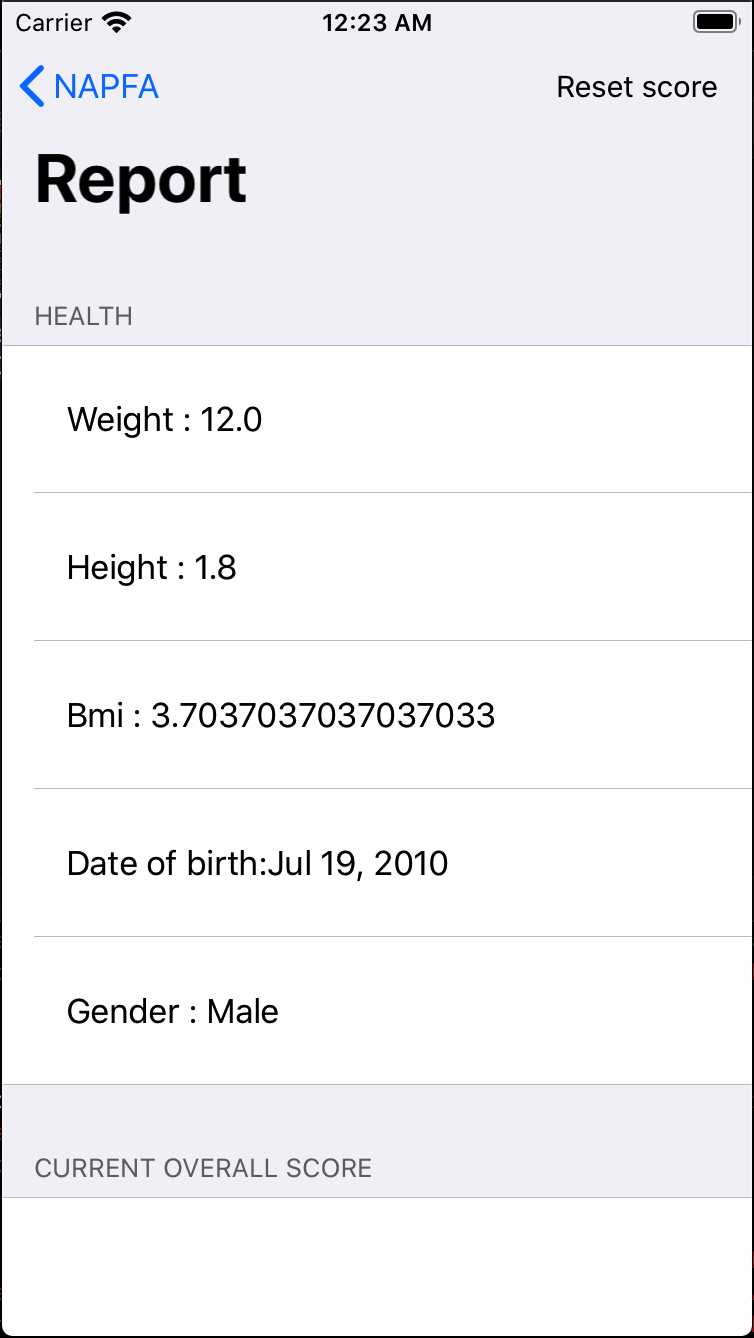 Carrier 12:23 AM
NAPFA Reset score
Report
HEALTH
Weight : 12.0
Height : 1.8
Bmi : 3.7037037037037033
Date of birth:Jul 19, 2010
Gender : Male
CURRENT OVERALL SCORE